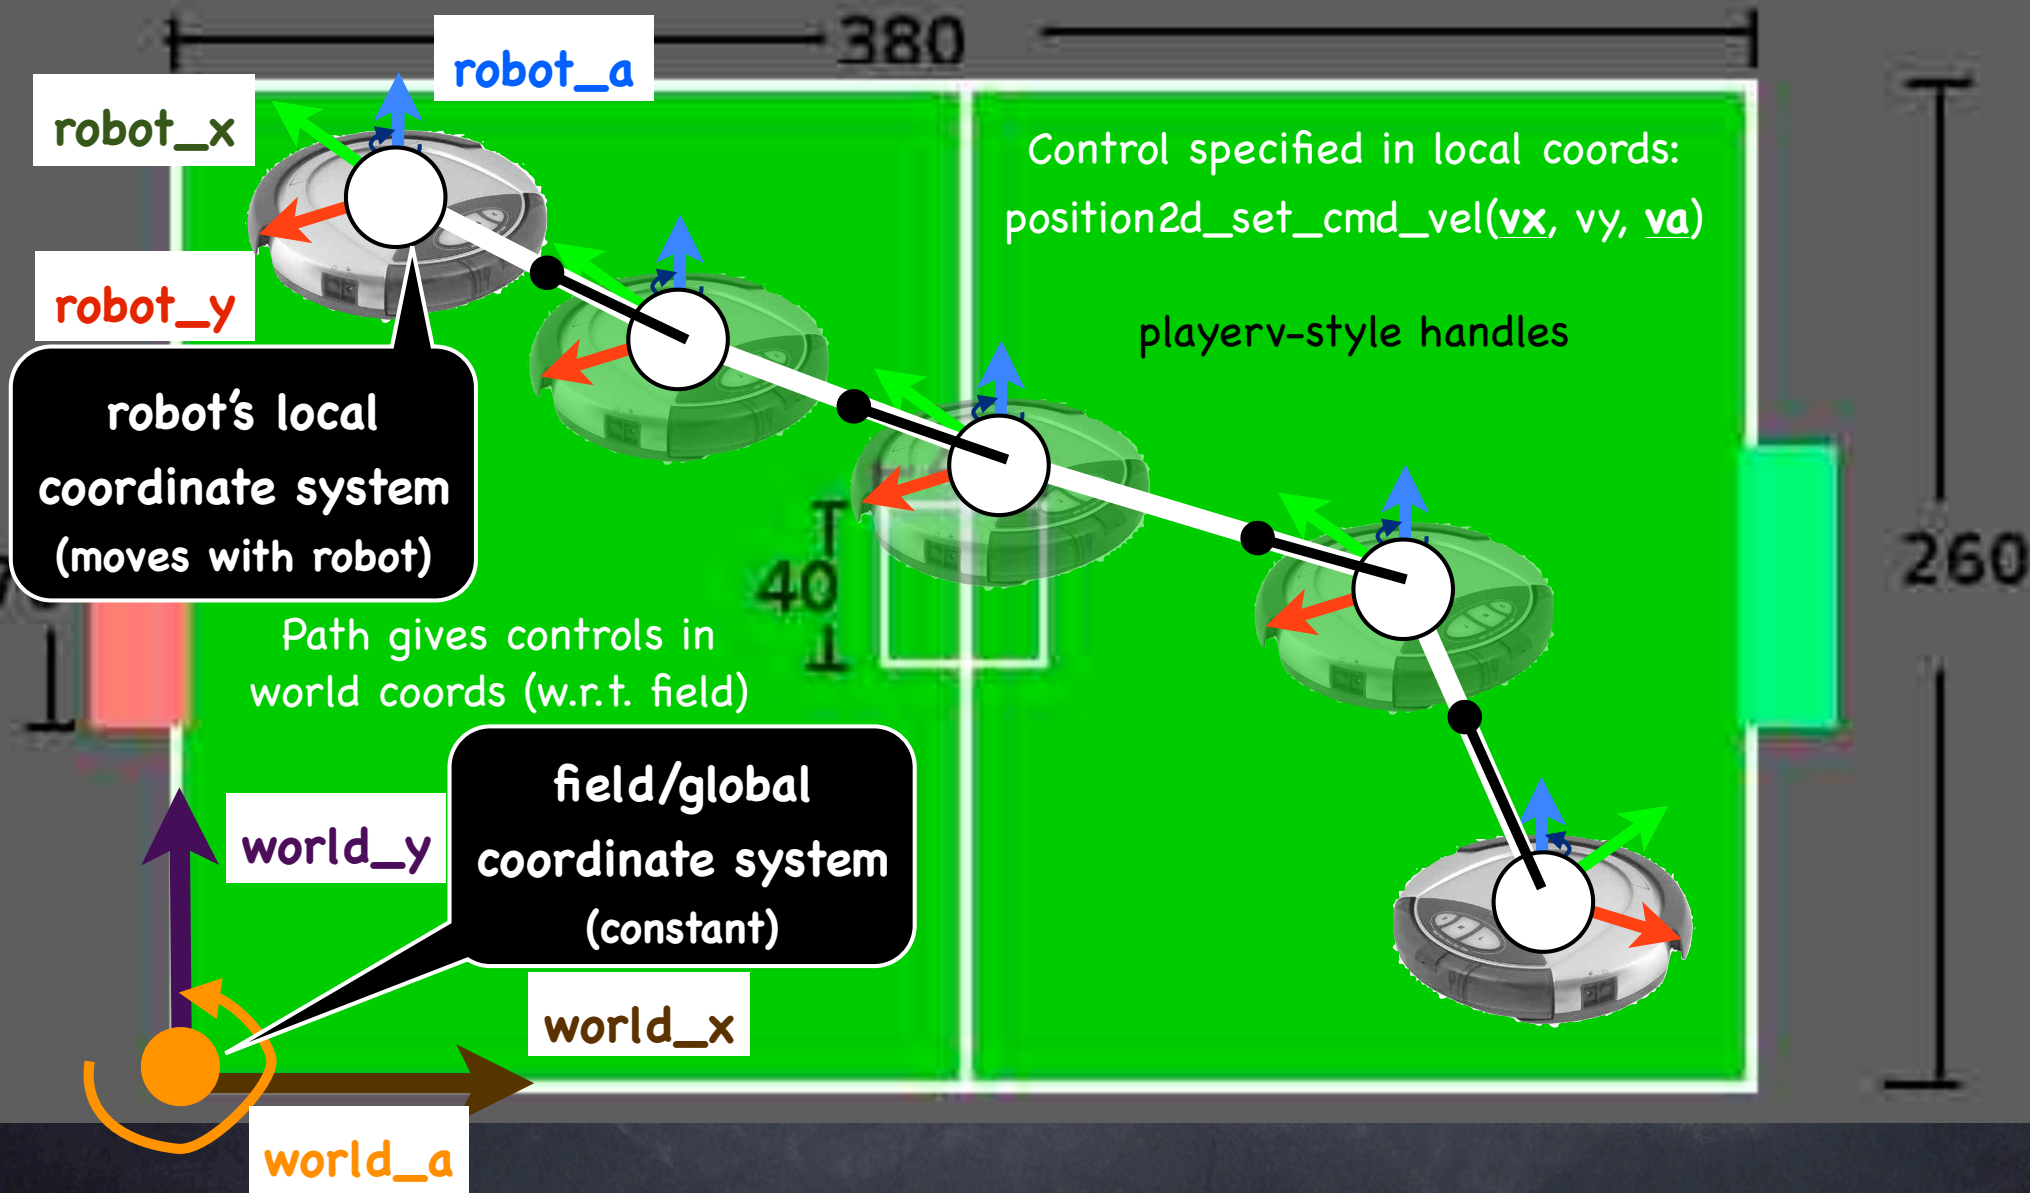 380
robot_a
robot_x
robot_y
Control specified in local coords:
position2d_set_cmd_vel(vx, vy, va)
playerv-style handles
robot's local
coordinate system
(moves with robot)
40
260
Path gives controls in
world coords (w.r.t. field)
field/global
coordinate system
(constant)
world_y
world_x
world_a